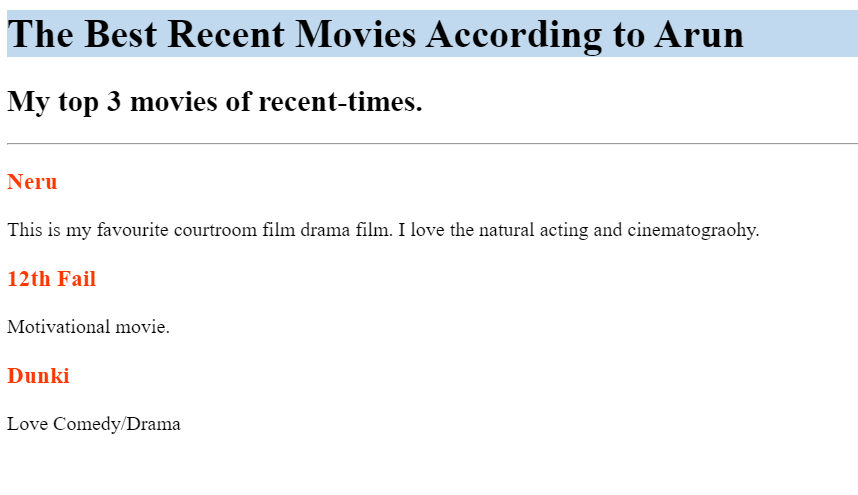 The Best Recent Movies According to Arun
My top 3 movies of recent-times.
Neru
This is my favourite courtroom film drama film. I love the natural acting and cinematograohy.
12th Fail
Motivational movie.
Dunki
Love Comedy/Drama